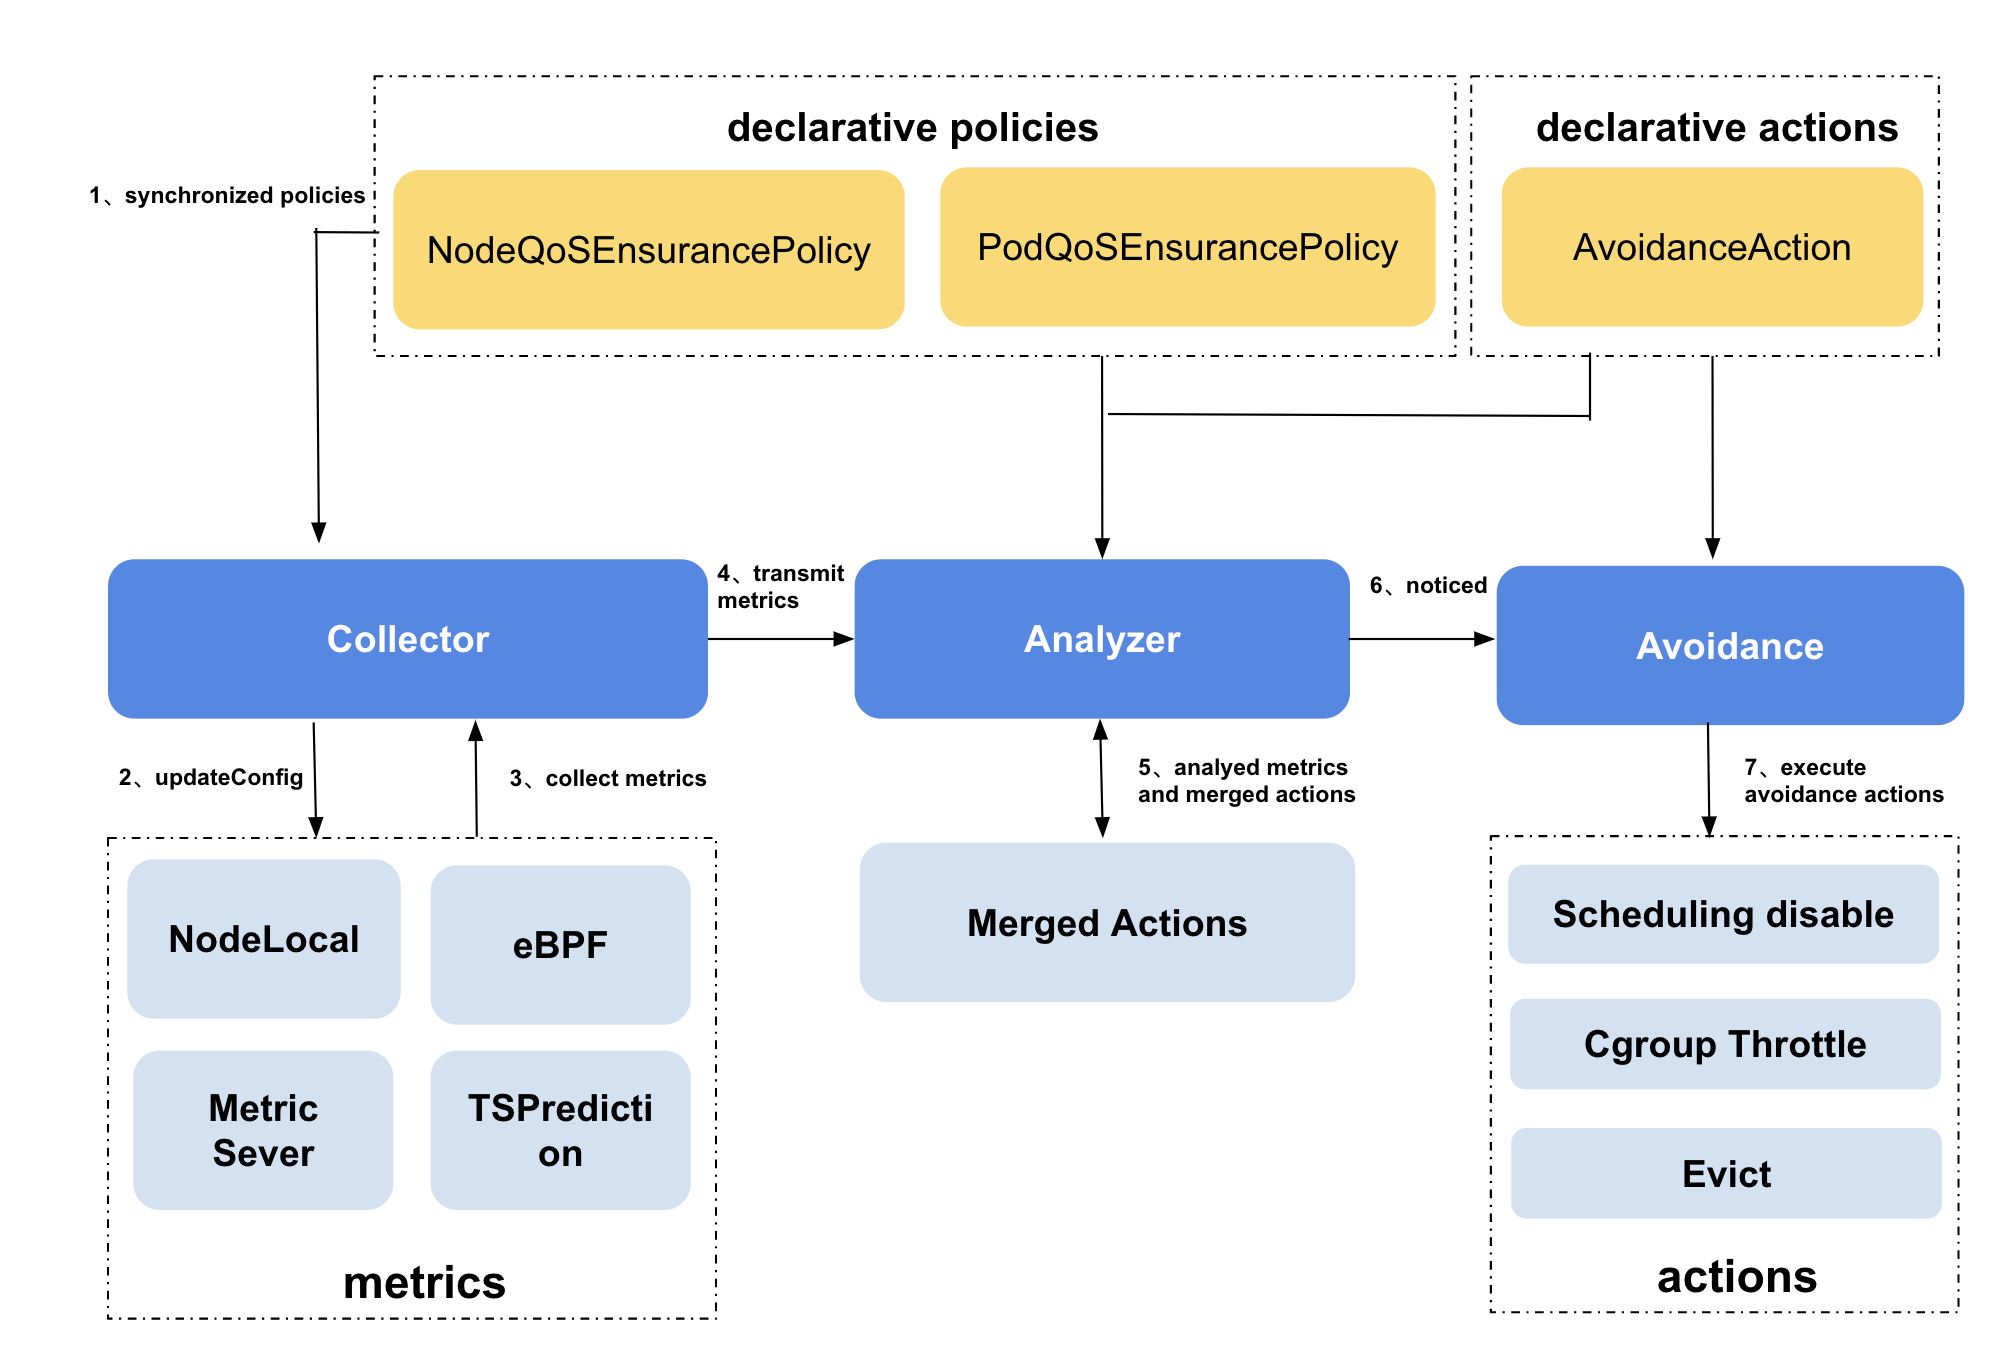 declarative policies
declarative actions
1、synchronized policies
NodeQoSEnsurancePolicy
PodQoSEnsurancePolicy
AvoidanceAction
4、transmit
metrics
6、noticed
Collector
Analyzer
Avoidance
2、updateConfig
3、collect metrics
5、analyed metrics
and merged actions
7、execute
avoidance actions
NodeLocal
eBPF
Merged Actions
Scheduling disable
Cgroup Throttle
Metric
Sever
TSPredicti
on
Evict
metrics
actions